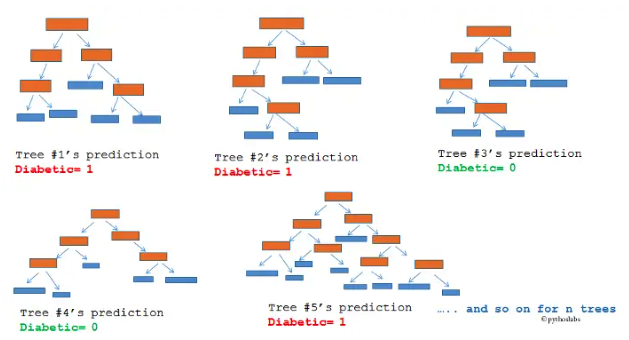 Tree #1's prediction
Diabetic= 1
Tree #2's prediction
Diabetic= 1
Tree #3's prediction
Diabetic= 0
Tree #4's prediction
Diabetic= 0
Tree #5's prediction
Diabetic= 1
….. and so on for n trees
©pythoslabs